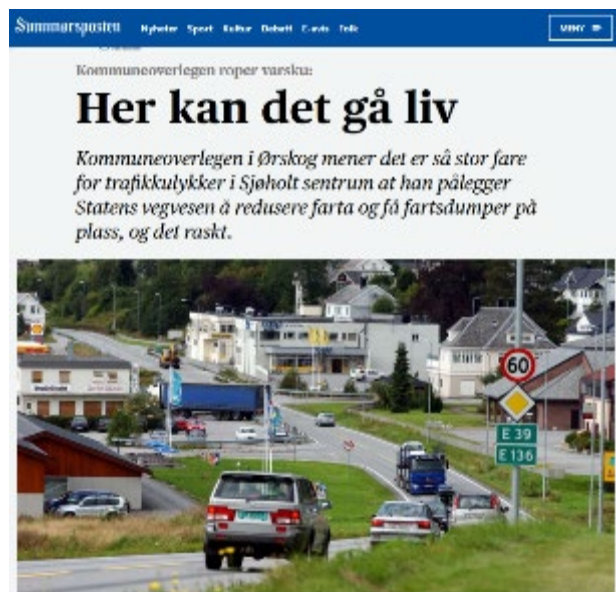 Sunnmørsposten Nyheter Sport Kultur Debatt E-avis Folk MENY
Kommuneoverlegen roper varsku:
Her kan det gå liv
Kommuneoverlegen i Ørskog mener det er så stor fare
for trafikkulykker i Sjøholt sentrum at han pålegger
Statens vegvesen å redusere farta og få fartsdumper på
plass, og det raskt.
60
E 39
E 136